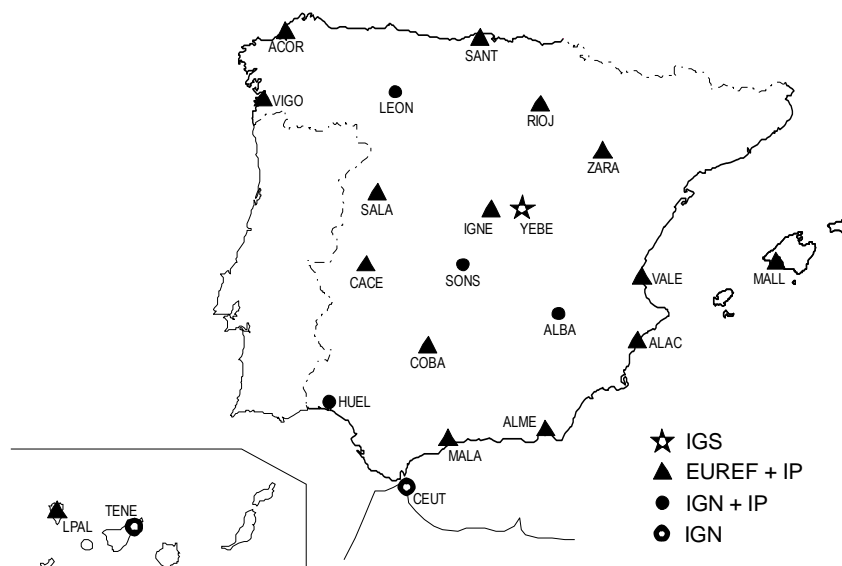 ACOR
SANT
VIGO
LEON
RIOJ
ZARA
SALA
IGNE
YEBE
CACE
SONS
VALE
MALL
ALBA
ALAC
COBA
HUEL
ALME
MALA
IGS
EUREF + IP
IGN + IP
IGN
CEUT
TENE
LPAL